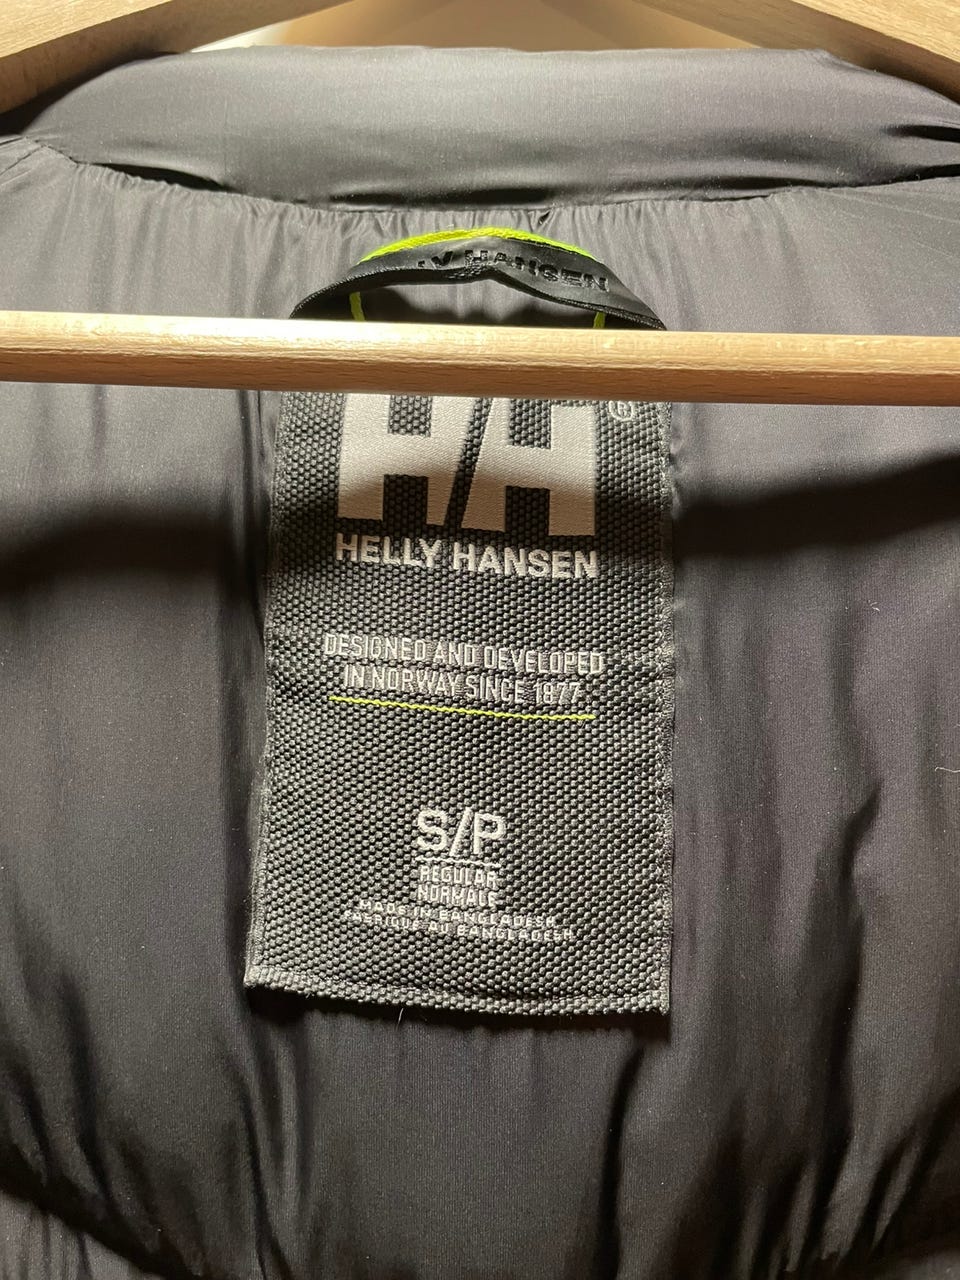 LY HANSEN
HH®
HELLY HANSEN
DESIGNED AND DEVELOPED
IN NORWAY SINCE 1877
S/P
REGULAR
NORMALE
MADE IN BANGLADESH
FABRIQUÉ AU BANGLADESH